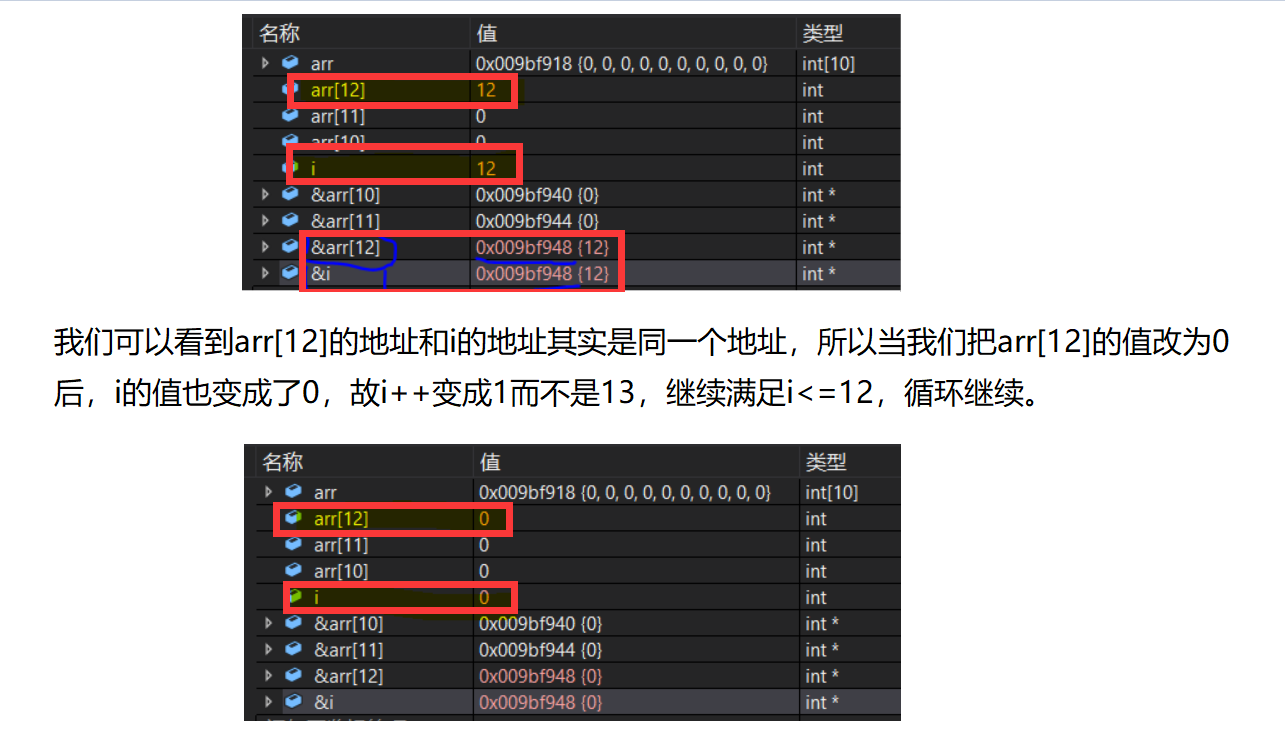 名称 值 类型
arr 0x009bf918 {0, 0, 0, 0, 0, 0, 0, 0, 0, 0} int[10]
arr[12] 12 int
arr[11] 0 int
arr[10] 0 int
i 12 int
&arr[10] 0x009bf940 {0} int *
&arr[11] 0x009bf944 {0} int *
&arr[12] 0x009bf948 {12} int *
&i 0x009bf948 {12} int *
我们可以看到arr[12]的地址和i的地址其实是同一个地址，所以当我们把arr[12]的值改为0
后，i的值也变成了0，故i++变成1而不是13，继续满足i<=12，循环继续。
名称 值 类型
arr 0x009bf918 {0, 0, 0, 0, 0, 0, 0, 0, 0, 0} int[10]
arr[12] 0 int
arr[11] 0 int
arr[10] 0 int
i 0 int
&arr[10] 0x009bf940 {0} int *
&arr[11] 0x009bf944 {0} int *
&arr[12] 0x009bf948 {0} int *
&i 0x009bf948 {0} int *